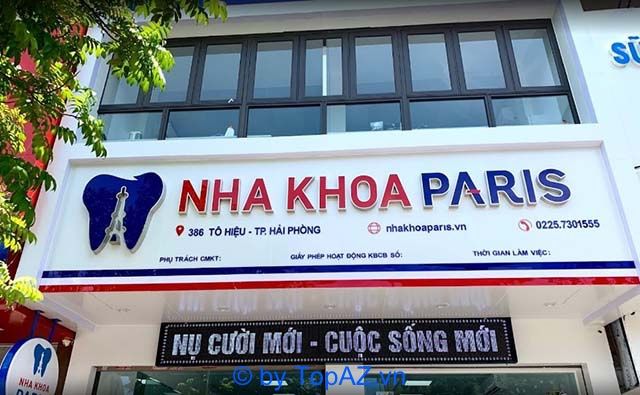 SỮ
NHA KHOA PARIS
386 TÔ HIỆU - TP. HẢI PHÒNG nhakhoaparis.vn 0225.7301555
PHỤ TRÁCH CMKT: GIẤY PHÉP HOẠT ĐỘNG KBCB SỐ: THỜI GIAN LÀM VIỆC:
NỤ CƯỜI MỚI - CUỘC SỐNG MỚI
NHA KHOA
PARIS
© by TopAZ.vn